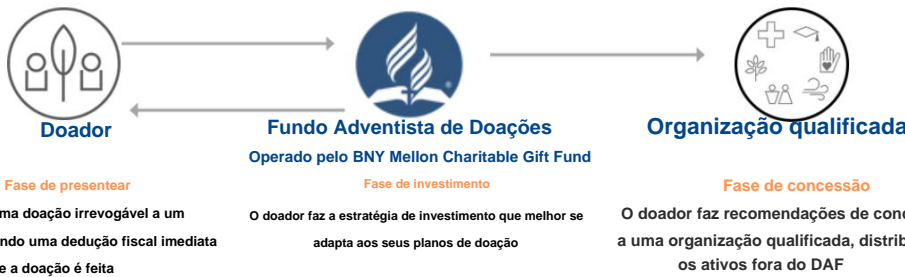 Doador
Fundo Adventista de Doações
Organização qualificada
Operado pelo BNY Mellon Charitable Gift Fund
Fase de presentear
ma doação irrevogável a um
ndo uma dedução fiscal imediata
e a doação é feita
Fase de investimento
O doador faz a estratégia de investimento que melhor se
adapta aos seus planos de doação
Fase de concessão
O doador faz recomendações de conc
a uma organização qualificada, distrib
os ativos fora do DAF